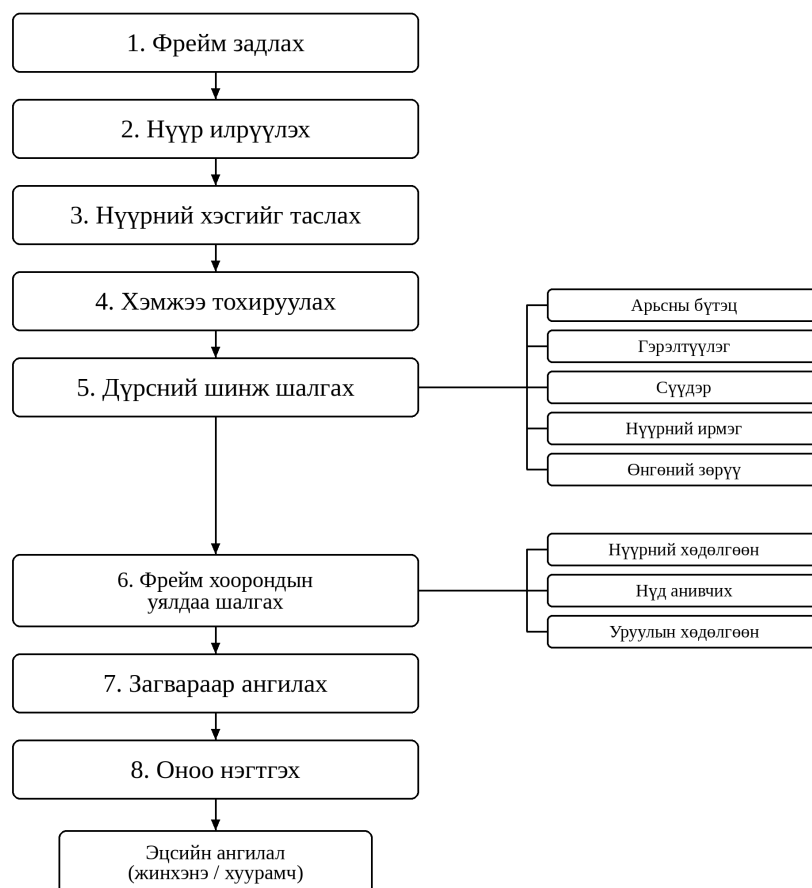 1. Фрейм задлах
2. Нүүр илрүүлэх
3. Нүүрний хэсгийг таслах
4. Хэмжээ тохируулах
5. Дүрсний шинж шалгах
Арьсны бүтэц
Гэрэлтүүлэг
Сүүдэр
Нүүрний ирмэг
Өнгөний зөрүү
6. Фрейм хоорондын
уялдаа шалгах
Нүүрний хөдөлгөөн
Нүд анивчих
Уруулын хөдөлгөөн
7. Загвараар ангилах
8. Оноо нэгтгэх
Эцсийн ангилал
(жинхэнэ / хуурамч)